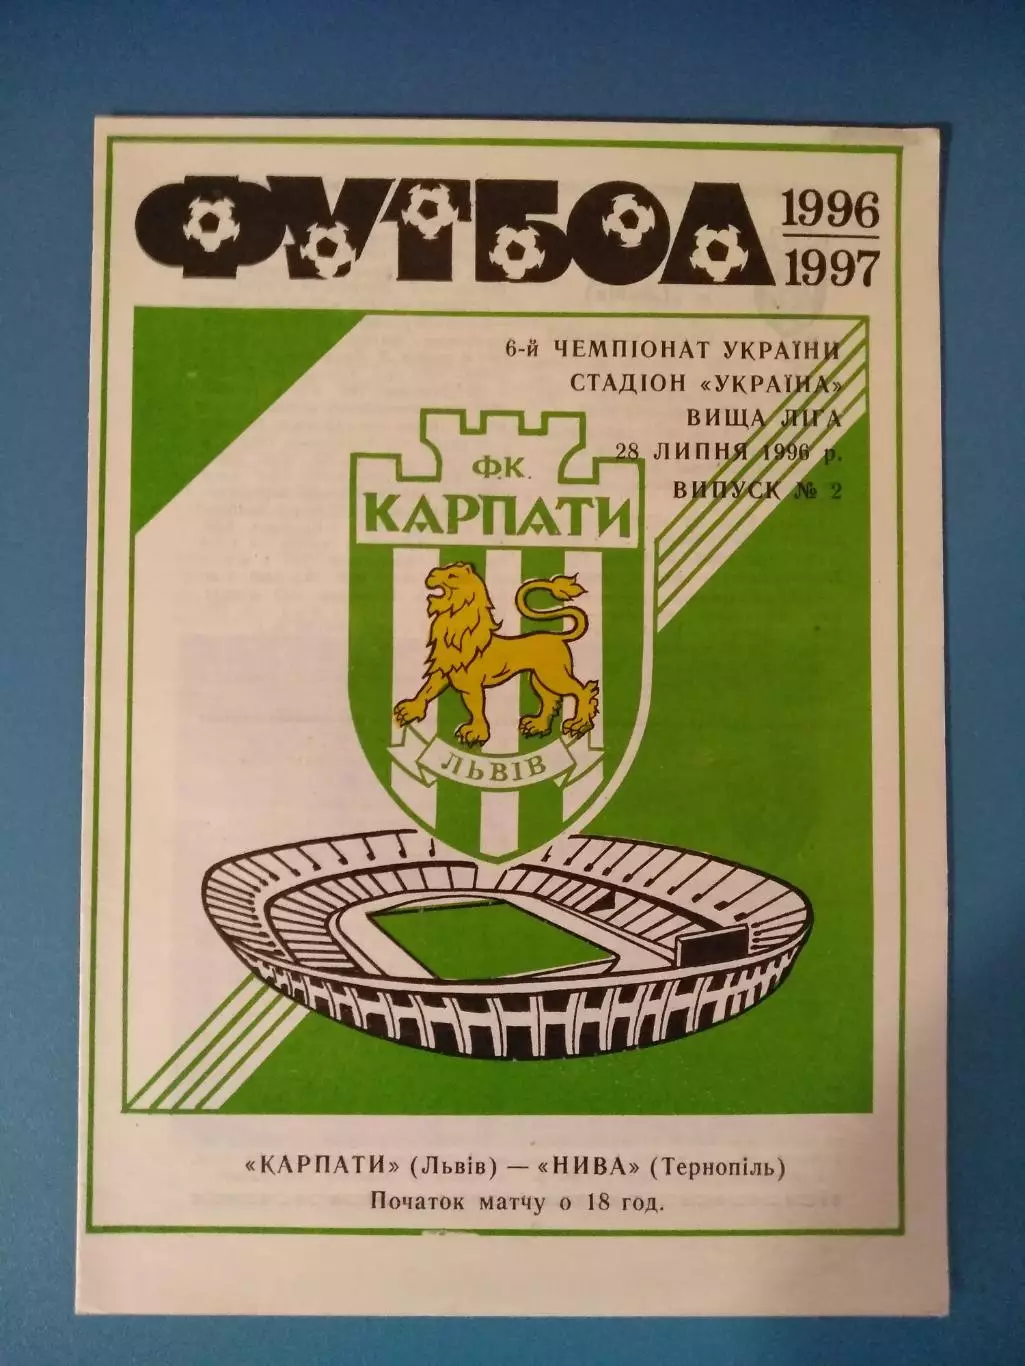 ФУТБОЛ 1996
1997
6-й ЧЕМПІОНАТ УКРАЇНИ
СТАДІОН «УКРАЇНА»
ВИЩА ЛІГА
28 ЛИПНЯ 1996 р.
ВИПУСК № 2
ФК
КАРПАТИ
ЛЬВІВ
«КАРПАТИ» (Львів) — «НИВА» (Тернопіль)
Початок матчу о 18 год.